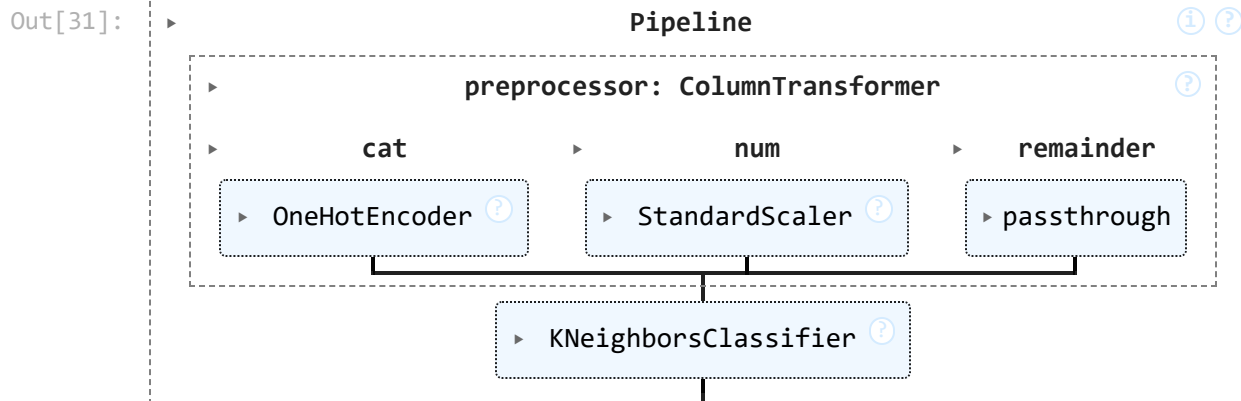 Out[31]: ▸ Pipeline i ?
▸ preprocessor: ColumnTransformer ?
▸ cat ▸ num ▸ remainder
▸ OneHotEncoder ? ▸ StandardScaler ? ▸ passthrough
▸ KNeighborsClassifier ?